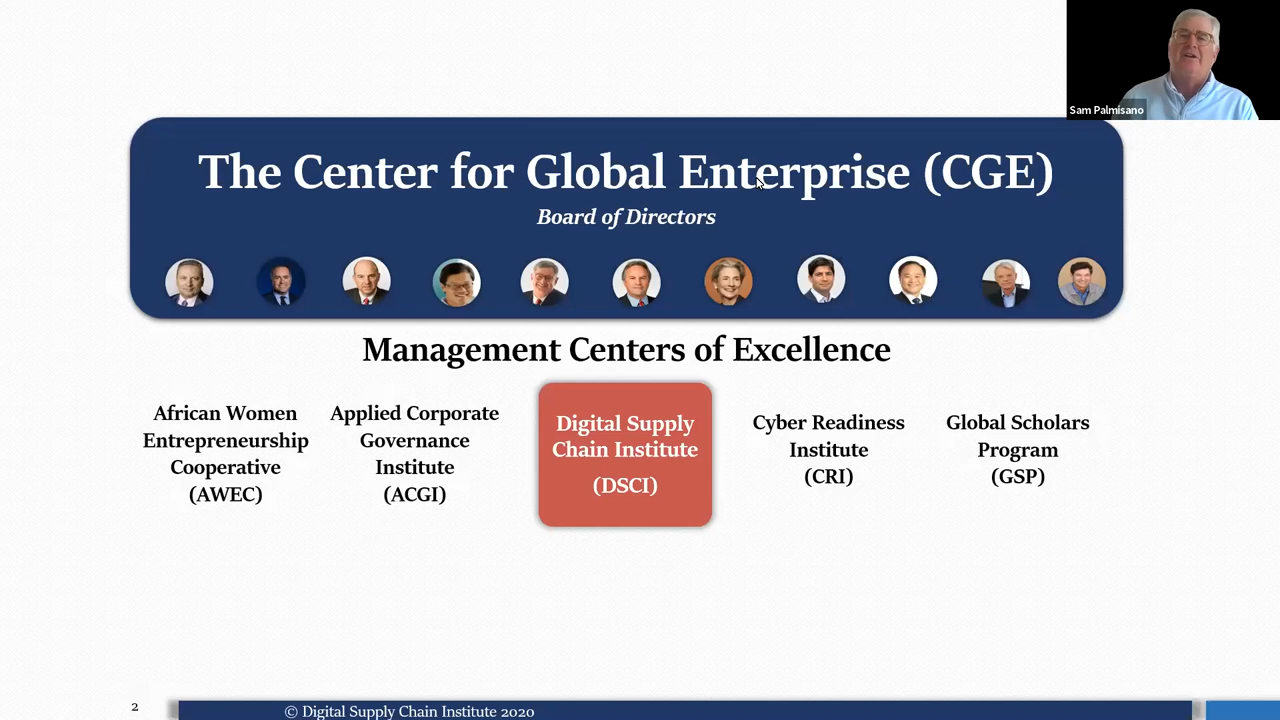 Sam Palmisano
The Center for Global Enterprise (CGE)
Board of Directors
Management Centers of Excellence
African Women
Entrepreneurship
Cooperative
(AWEC)
Applied Corporate
Governance
Institute
(ACGI)
Digital Supply
Chain Institute
(DSCI)
Cyber Readiness
Institute
(CRI)
Global Scholars
Program
(GSP)
2
© Digital Supply Chain Institute 2020